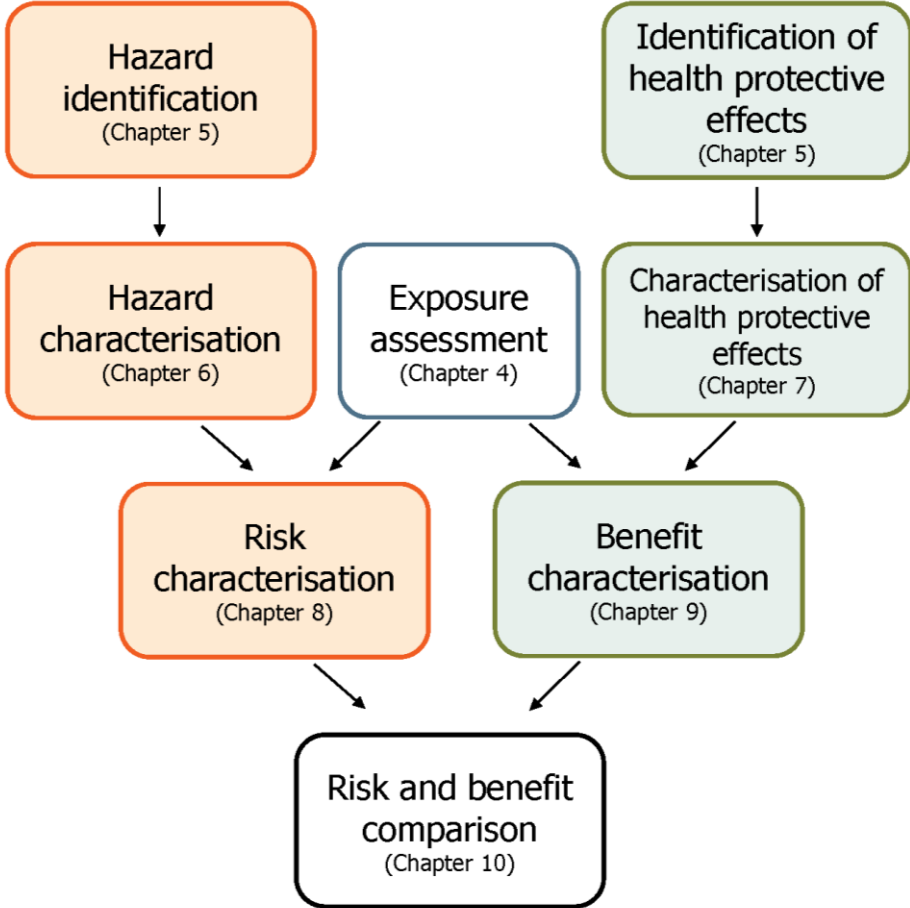 Hazard
identification
(Chapter 5)
Identification of
health protective
effects
(Chapter 5)
Hazard
characterisation
(Chapter 6)
Exposure
assessment
(Chapter 4)
Characterisation of
health protective
effects
(Chapter 7)
Risk
characterisation
(Chapter 8)
Benefit
characterisation
(Chapter 9)
Risk and benefit
comparison
(Chapter 10)